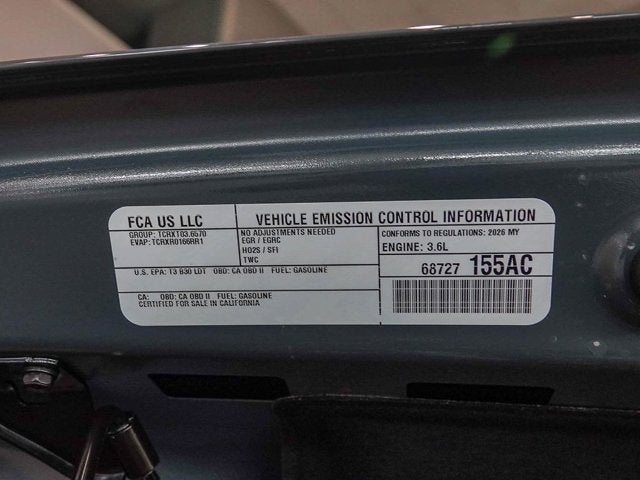 FCA US LLC
GROUP: TCRXT03.6570
EVAP: TCRXR0166RR1
VEHICLE EMISSION CONTROL INFORMATION
NO ADJUSTMENTS NEEDED
EGR / EGRC
HO2S / SFI
TWC
CONFORMS TO REGULATIONS: 2026 MY
ENGINE: 3.6L
U.S. EPA: T3 B30 LDT OBD: CA OBD II FUEL: GASOLINE
68727 155AC
CA: OBD: CA OBD II FUEL: GASOLINE
CERTIFIED FOR SALE IN CALIFORNIA